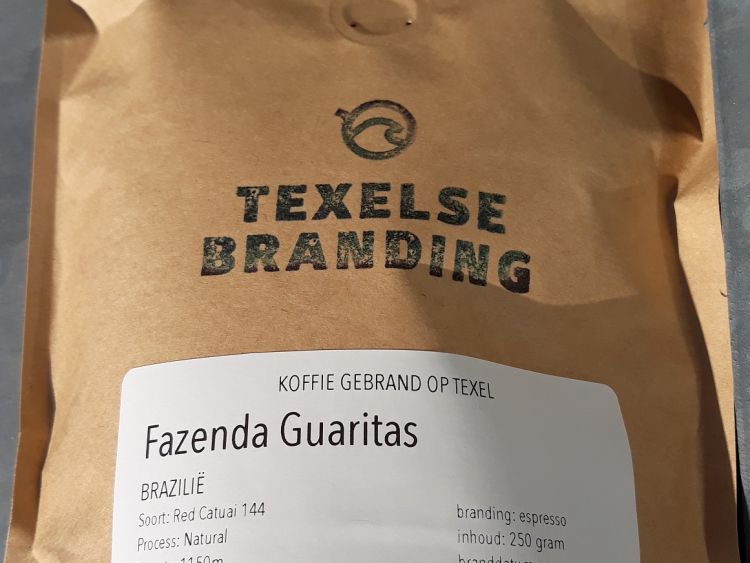 TEXELSE
BRANDING
KOFFIE GEBRAND OP TEXEL
Fazenda Guaritas
BRAZILIË
Soort: Red Catuai 144
branding: espresso
Process: Natural
inhoud: 250 gram
1150m